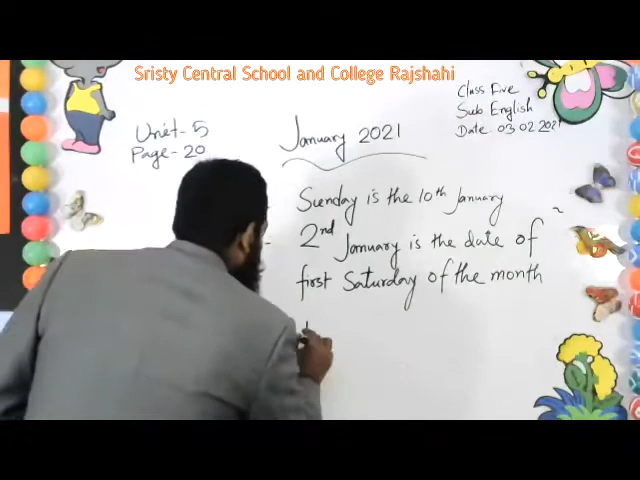 Sristy Central School and College Rajshahi
Class Five
Sub English
Date 03 02 2021
Unit-5
Page-20
January 2021
Sunday is the 10th January
2nd January is the date of
first Saturday of the month